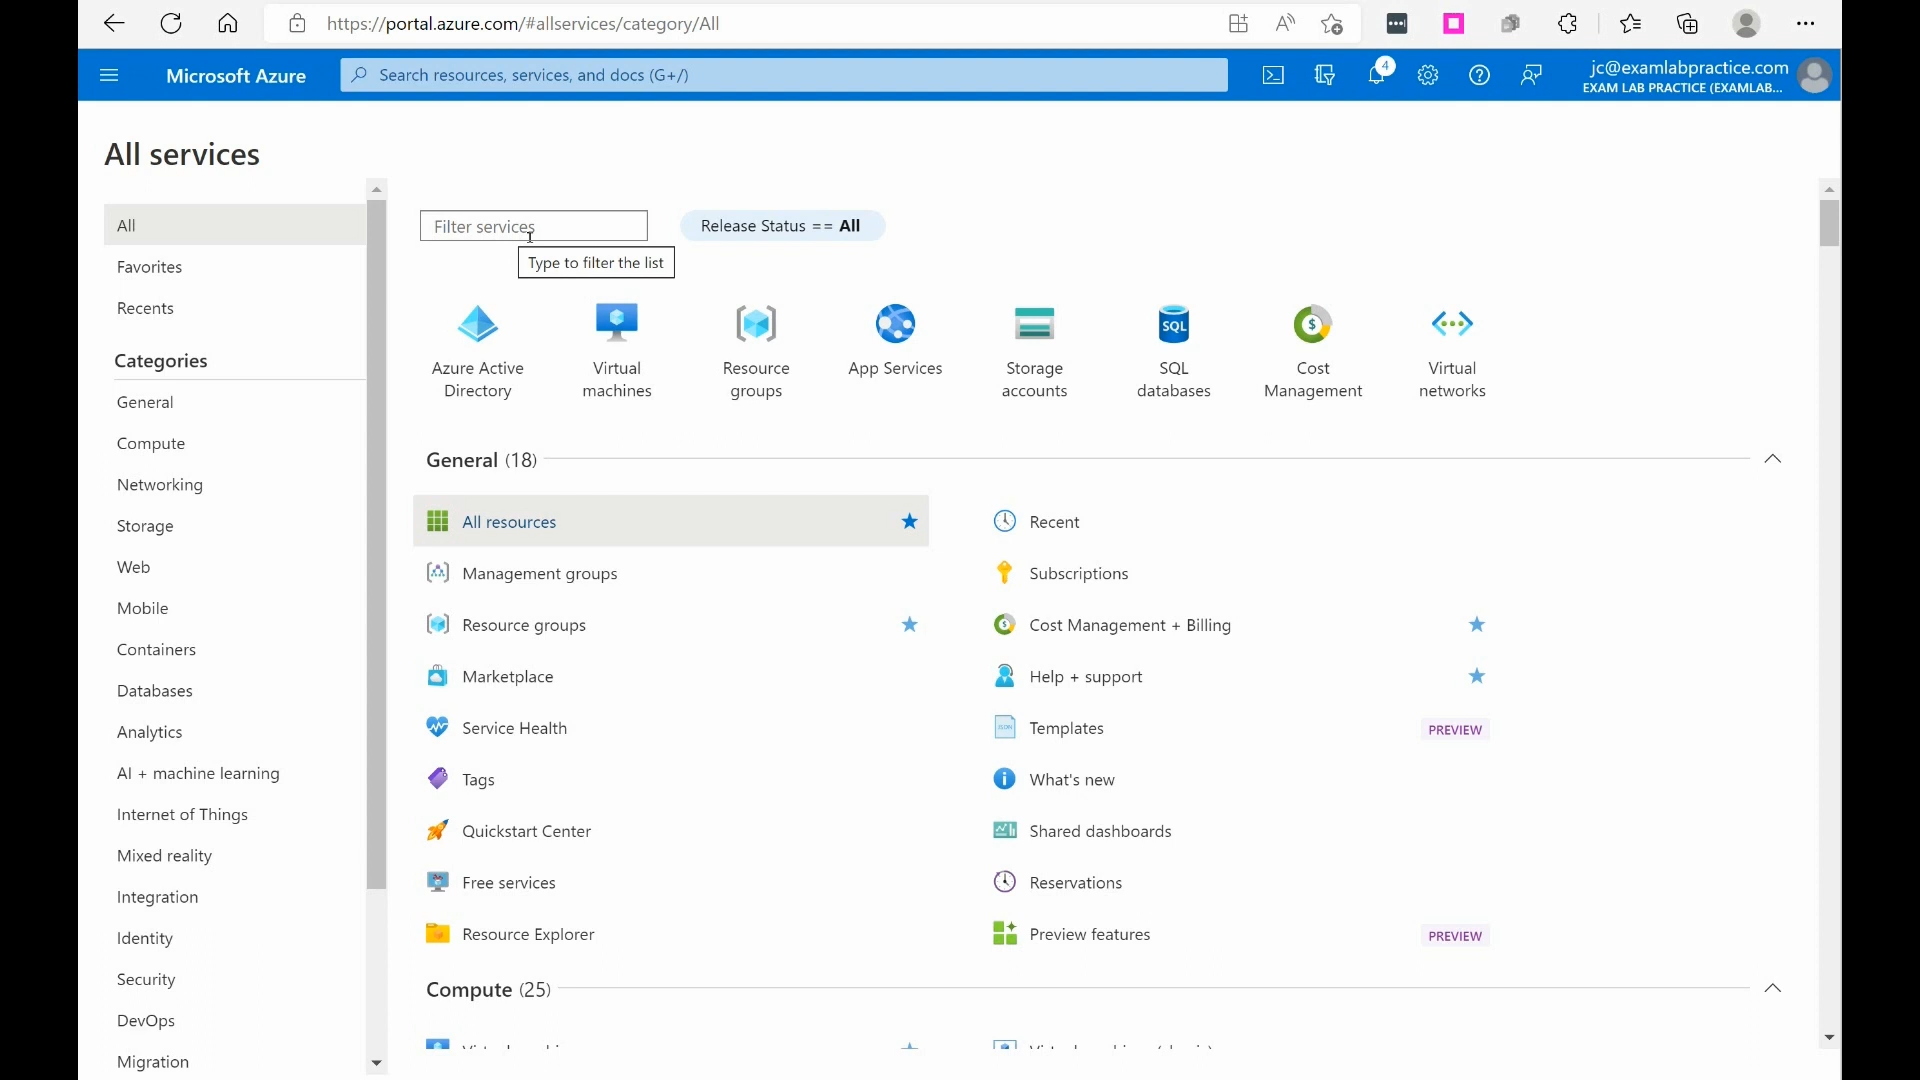 https://portal.azure.com/#allservices/category/All
Microsoft Azure
Search resources, services, and docs (G+/)
4
jc@examlabpractice.com
EXAM LAB PRACTICE (EXAMLAB...
All services
All
Favorites
Recents
Categories
General
Compute
Networking
Storage
Web
Mobile
Containers
Databases
Analytics
AI + machine learning
Internet of Things
Mixed reality
Integration
Identity
Security
DevOps
Migration
Filter services
Release Status == All
Type to filter the list
Azure Active
Directory
Virtual
machines
Resource
groups
App Services
Storage
accounts
SQL
SQL
databases
Cost
Management
Virtual
networks
General (18)
All resources
Recent
Management groups
Subscriptions
Resource groups
Cost Management + Billing
Marketplace
Help + support
Service Health
Templates
PREVIEW
Tags
What's new
Quickstart Center
Shared dashboards
Free services
Reservations
Resource Explorer
Preview features
PREVIEW
Compute (25)